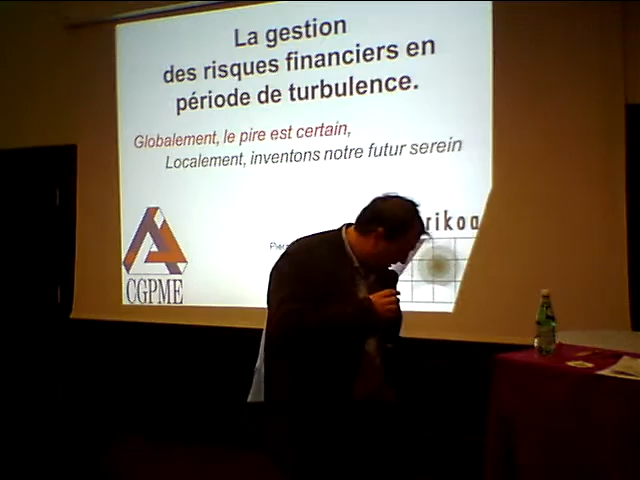 La gestion
des risques financiers en
période de turbulence.
Globalement, le pire est certain,
Localement, inventons notre futur serein
rikoa
CGPME